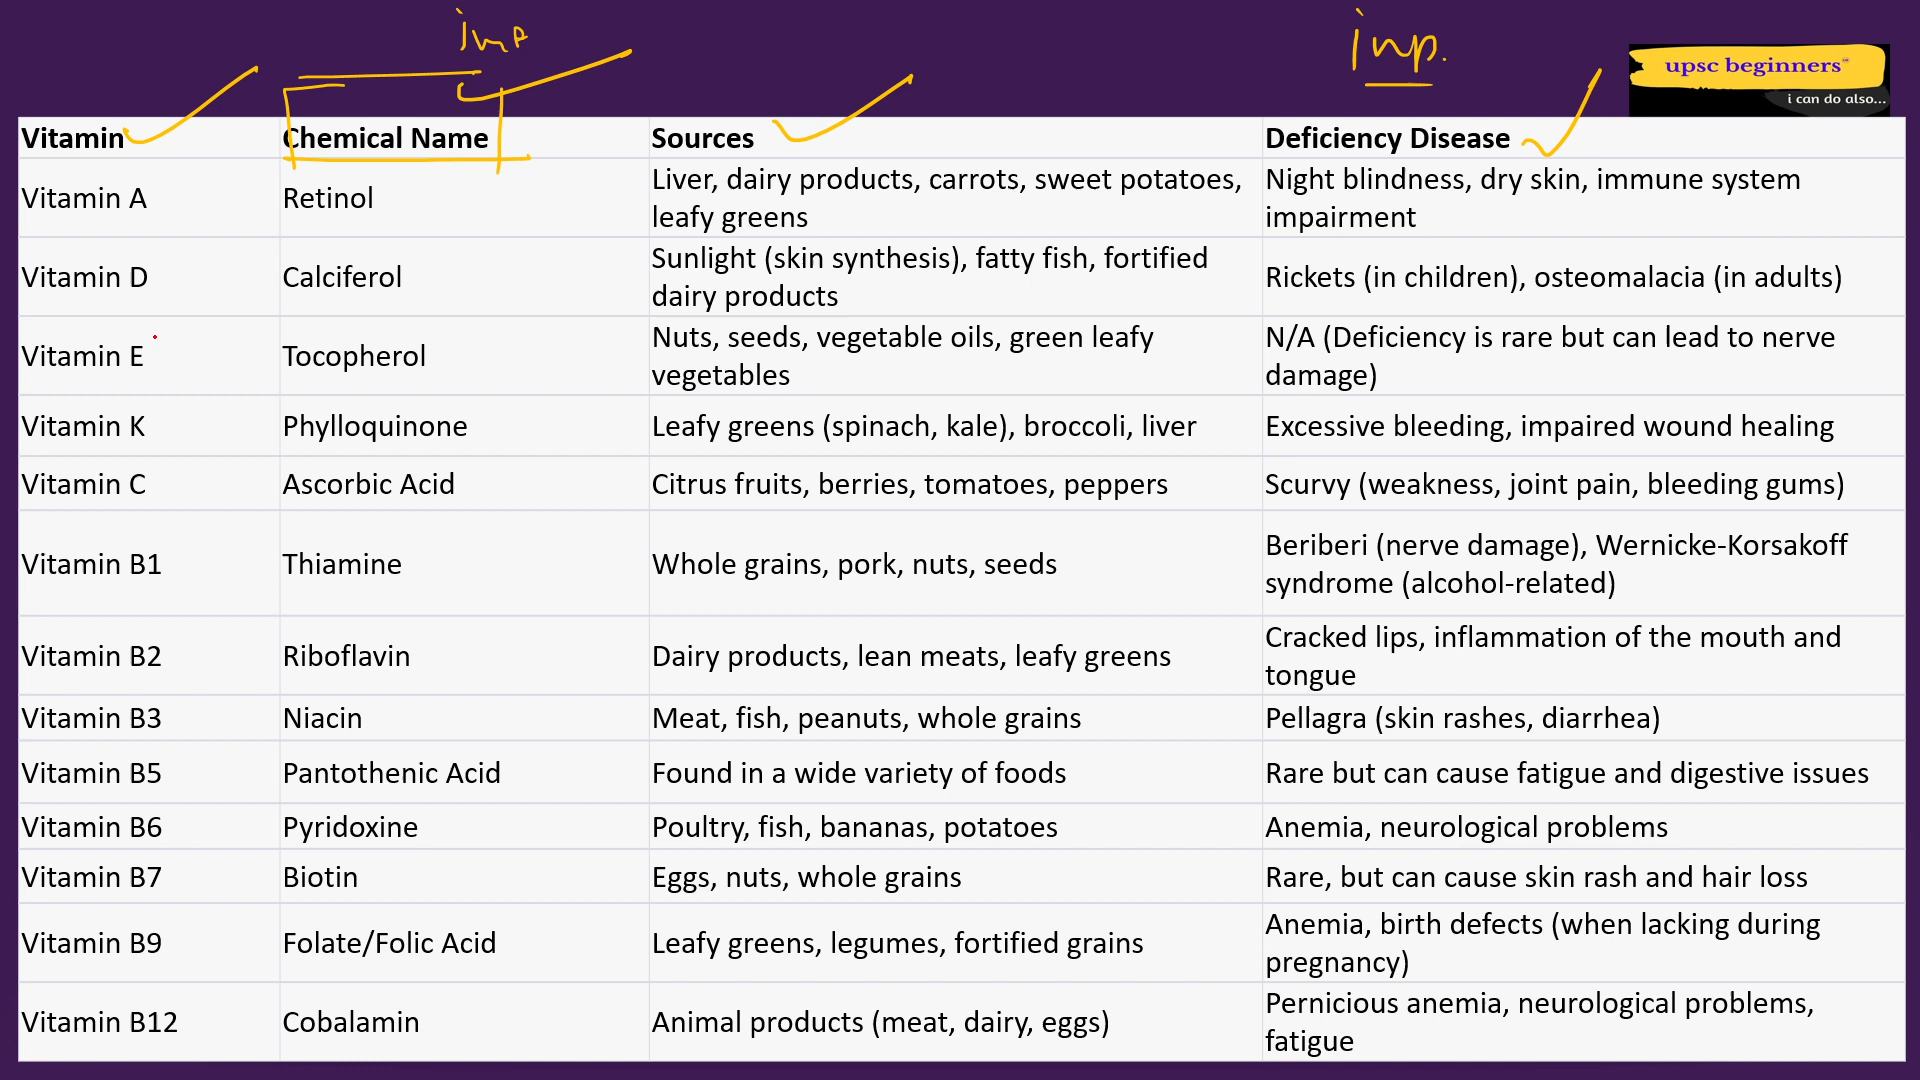 imp
inp.
upsc beginners
i can do also...
Vitamin Chemical Name Sources Deficiency Disease
Vitamin A Retinol Liver, dairy products, carrots, sweet potatoes, leafy greens Night blindness, dry skin, immune system impairment
Vitamin D Calciferol Sunlight (skin synthesis), fatty fish, fortified dairy products Rickets (in children), osteomalacia (in adults)
Vitamin E Tocopherol Nuts, seeds, vegetable oils, green leafy vegetables N/A (Deficiency is rare but can lead to nerve damage)
Vitamin K Phylloquinone Leafy greens (spinach, kale), broccoli, liver Excessive bleeding, impaired wound healing
Vitamin C Ascorbic Acid Citrus fruits, berries, tomatoes, peppers Scurvy (weakness, joint pain, bleeding gums)
Vitamin B1 Thiamine Whole grains, pork, nuts, seeds Beriberi (nerve damage), Wernicke-Korsakoff syndrome (alcohol-related)
Vitamin B2 Riboflavin Dairy products, lean meats, leafy greens Cracked lips, inflammation of the mouth and tongue
Vitamin B3 Niacin Meat, fish, peanuts, whole grains Pellagra (skin rashes, diarrhea)
Vitamin B5 Pantothenic Acid Found in a wide variety of foods Rare but can cause fatigue and digestive issues
Vitamin B6 Pyridoxine Poultry, fish, bananas, potatoes Anemia, neurological problems
Vitamin B7 Biotin Eggs, nuts, whole grains Rare, but can cause skin rash and hair loss
Vitamin B9 Folate/Folic Acid Leafy greens, legumes, fortified grains Anemia, birth defects (when lacking during pregnancy)
Vitamin B12 Cobalamin Animal products (meat, dairy, eggs) Pernicious anemia, neurological problems, fatigue